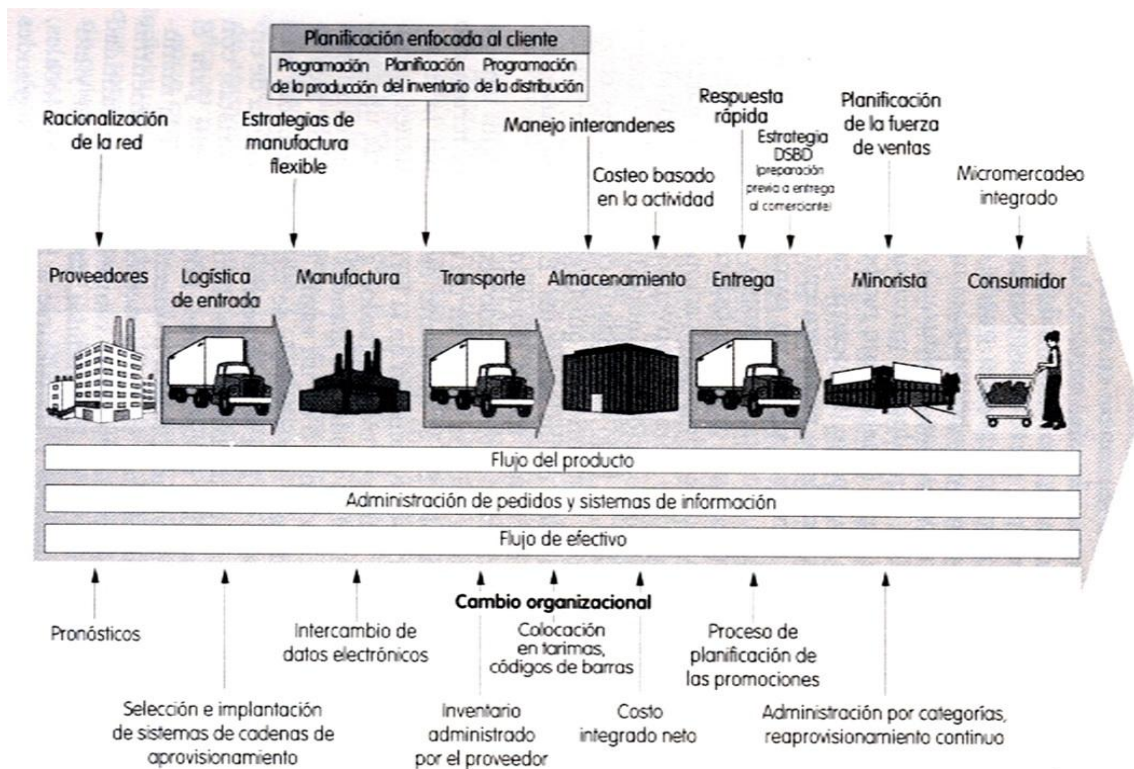 Planificación enfocada al cliente
Programación
de la producción
Planificación
del inventario
Programación
de la distribución
Racionalización
de la red
Estrategias de
manufactura
flexible
Manejo interandenes
Costeo basado
en la actividad
Respuesta
rápida
Estrategia
DSBD
(preparación
previa a entrega
al comerciante)
Planificación
de la fuerza
de ventas
Micromercadeo
integrado
Proveedores
Logística
de entrada
Manufactura
Transporte
Almacenamiento
Entrega
Minorista
Consumidor
Flujo del producto
Administración de pedidos y sistemas de información
Flujo de efectivo
Cambio organizacional
Pronósticos
Selección e implantación
de sistemas de cadenas de
aprovisionamiento
Intercambio de
datos electrónicos
Inventario
administrado
por el proveedor
Colocación
en tarimas,
códigos de barras
Costo
integrado neto
Proceso de
planificación de
las promociones
Administración por categorías,
reaprovisionamiento continuo